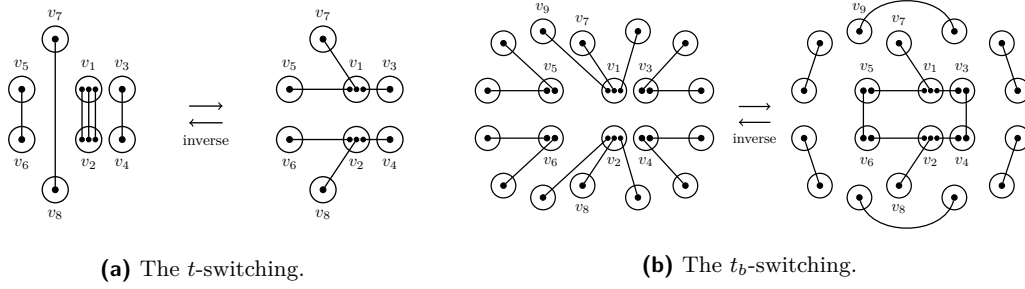 v7
v5 v1 v3
v6 v2 v4
v8
inverse
v7
v5 v1 v3
v6 v2 v4
v8
(a) The t-switching.
v9 v7
v5 v1 v3
v6 v2 v4
v8
inverse
v9 v7
v5 v1 v3
v6 v2 v4
v8
(b) The t_b-switching.